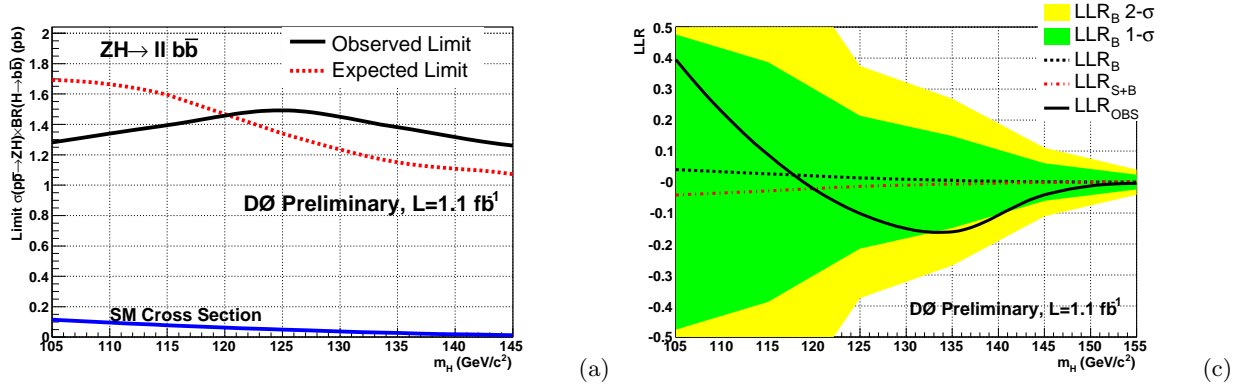 Limit σ(pp̅→ZH)×BR(H→bb̅) (pb)
2
1.8
1.6
1.4
1.2
1
0.8
0.6
0.4
0.2
0
ZH→ ll bb̅
Observed Limit
Expected Limit
DØ Preliminary, L=1.1 fb⁻¹
SM Cross Section
105 110 115 120 125 130 135 140 145
m_H (GeV/c²)
(a)
LLR
0.5
0.4
0.3
0.2
0.1
-0
-0.1
-0.2
-0.3
-0.4
-0.5
LLR_B 2-σ
LLR_B 1-σ
LLR_B
LLR_S+B
LLR_OBS
DØ Preliminary, L=1.1 fb⁻¹
105 110 115 120 125 130 135 140 145 150 155
m_H (GeV/c²)
(c)